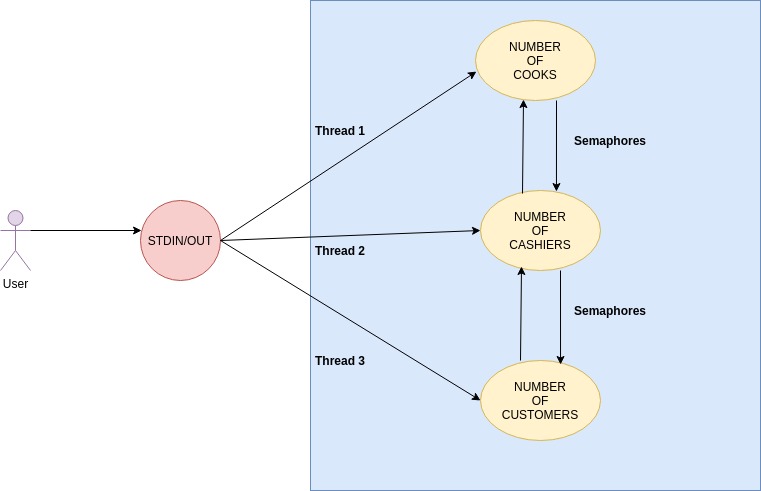 NUMBER
OF
COOKS
Thread 1
Semaphores
STDIN/OUT
NUMBER
OF
CASHIERS
Thread 2
User
Semaphores
Thread 3
NUMBER
OF
CUSTOMERS